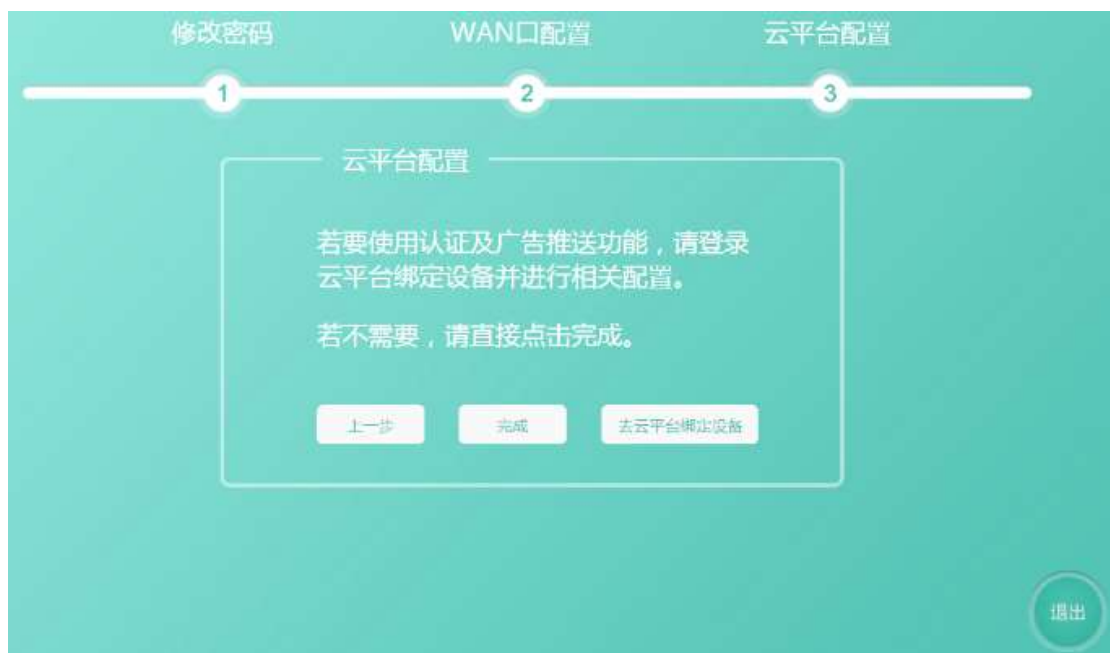 修改密码
WAN口配置
云平台配置
1
2
3
云平台配置
若要使用认证及广告推送功能，请登录
云平台绑定设备并进行相关配置。
若不需要，请直接点击完成。
上一步
完成
去云平台绑定设备
退出